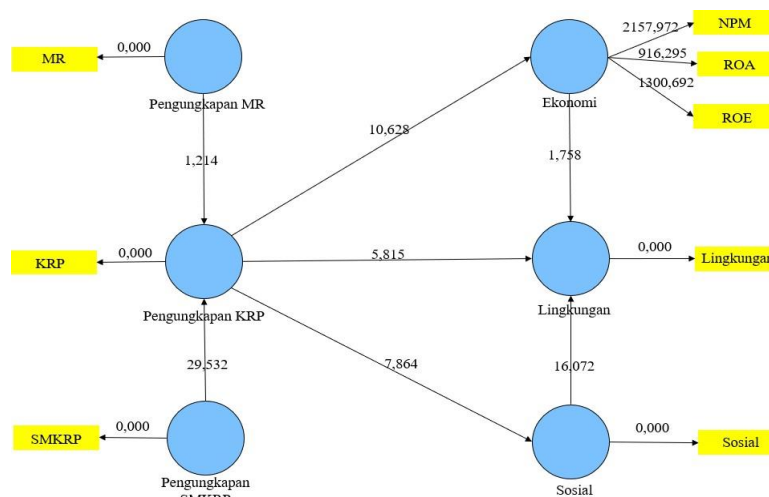 NPM
2157,972
0,000
916,295
MR
ROA
1300,692
Pengungkapan MR
Ekonomi
ROE
10,628
1,214
1,758
0,000
5,815
0,000
KRP
Lingkungan
Pengungkapan KRP
Lingkungan
7,864
29,532
16,072
0,000
0,000
SMKRP
Sosial
Pengungkapan
SMKRP
Sosial